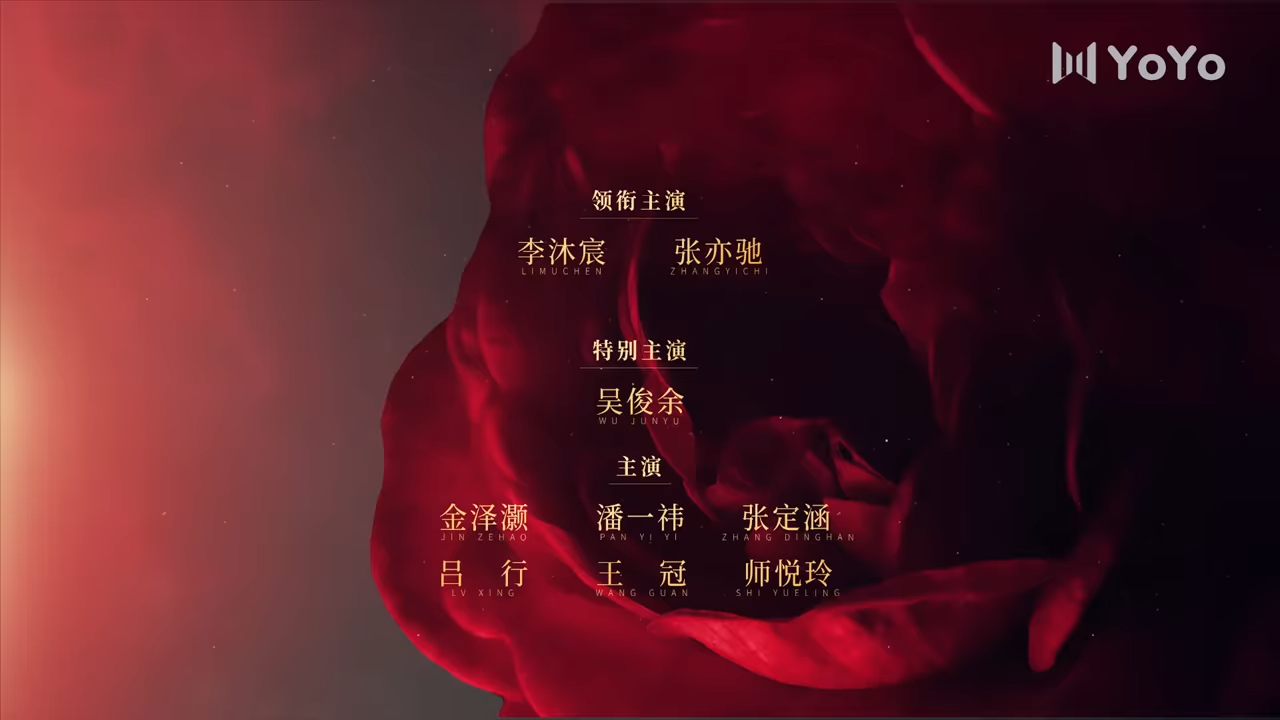 YoYo
领衔主演
李沐宸 张亦驰
LIMUCHEN ZHANGYICHI
特别主演
吴俊余
WU JUNYU
主演
金泽灏 潘一祎 张定涵
JIN ZEHAO PAN YI YI ZHANG DINGHAN
吕 行 王 冠 师悦玲
LV XING WANG GUAN SHI YUELING